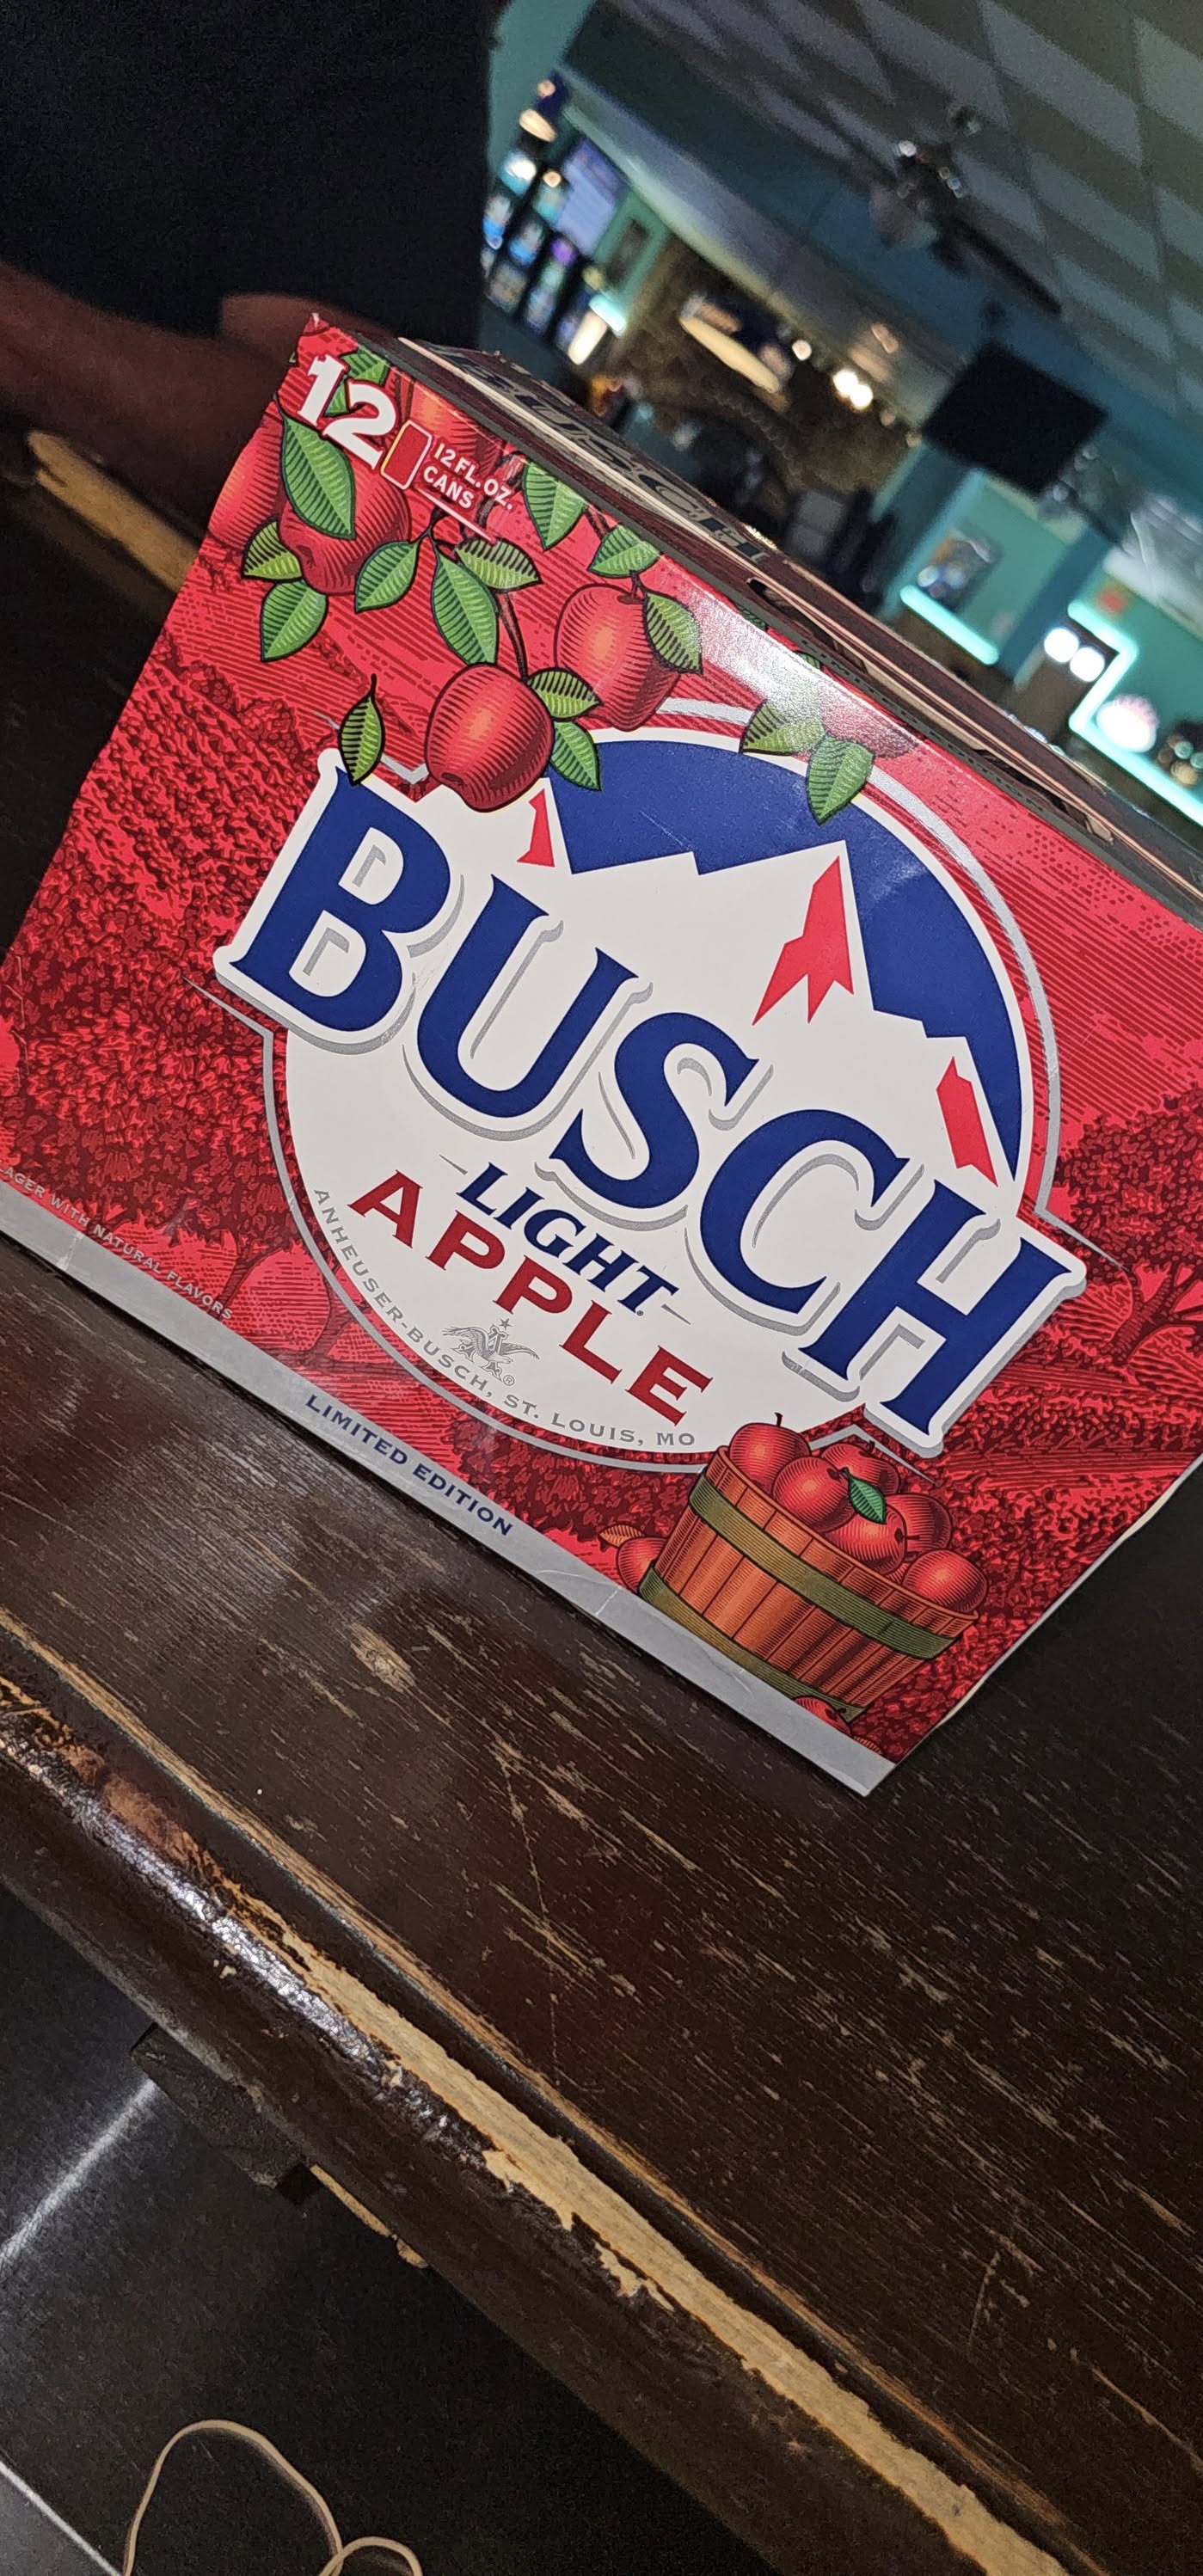 12
12 FL. OZ.
CANS
BUSCH
LIGHT
APPLE
ANHEUSER-BUSCH, ST. LOUIS, MO
LAGER WITH NATURAL FLAVORS
LIMITED EDITION
BUSCH